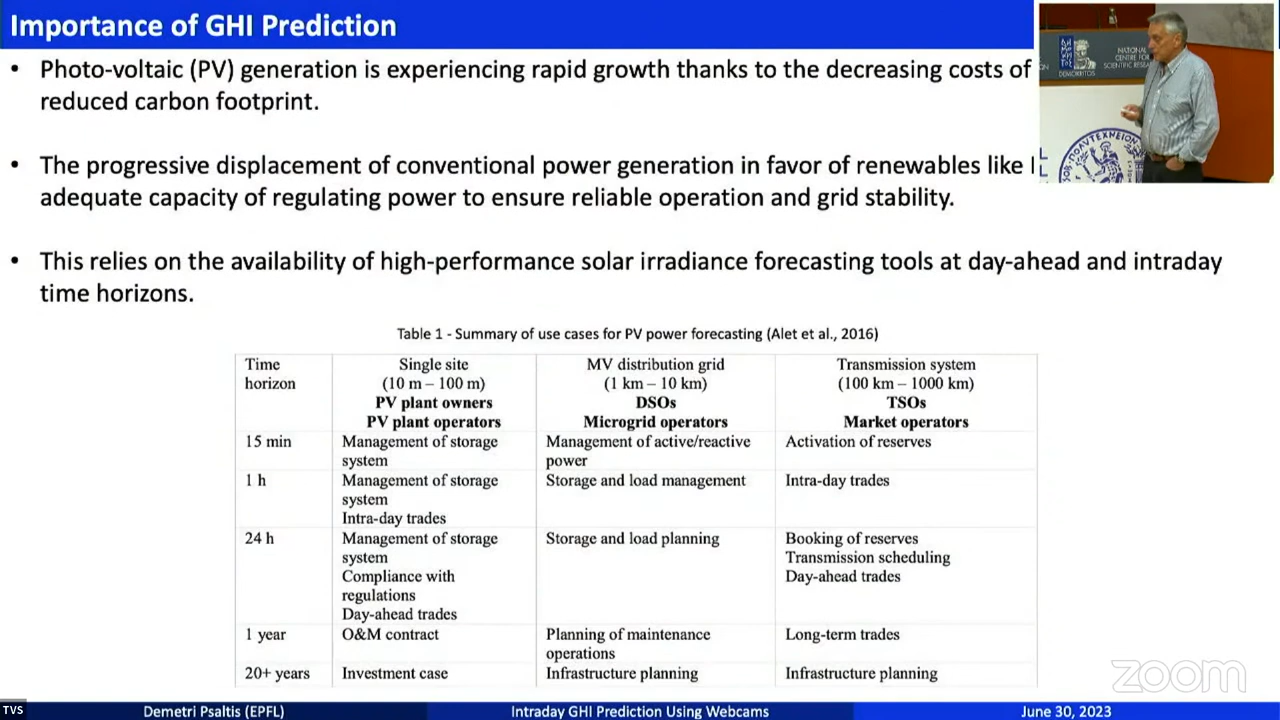 Importance of GHI Prediction
• Photo-voltaic (PV) generation is experiencing rapid growth thanks to the decreasing costs of
reduced carbon footprint.
• The progressive displacement of conventional power generation in favor of renewables like
adequate capacity of regulating power to ensure reliable operation and grid stability.
• This relies on the availability of high-performance solar irradiance forecasting tools at day-ahead and intraday
time horizons.
NATIONAL
CENTRE FOR
SCIENTIFIC RESEA
DEMOKRITOS
Table 1 - Summary of use cases for PV power forecasting (Alet et al., 2016)
Time horizon | Single site (10 m – 100 m) PV plant owners PV plant operators | MV distribution grid (1 km – 10 km) DSOs Microgrid operators | Transmission system (100 km – 1000 km) TSOs Market operators
15 min | Management of storage system | Management of active/reactive power | Activation of reserves
1 h | Management of storage system Intra-day trades | Storage and load management | Intra-day trades
24 h | Management of storage system Compliance with regulations Day-ahead trades | Storage and load planning | Booking of reserves Transmission scheduling Day-ahead trades
1 year | O&M contract | Planning of maintenance operations | Long-term trades
20+ years | Investment case | Infrastructure planning | Infrastructure planning
zoom
TVS
Demetri Psaltis (EPFL)
Intraday GHI Prediction Using Webcams
June 30, 2023